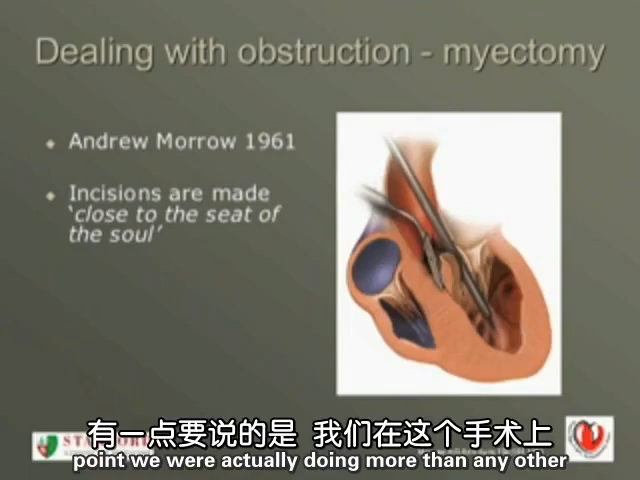 Dealing with obstruction - myectomy
Andrew Morrow 1961
Incisions are made
‘close to the seat of
the soul’
有一点要说的是 我们在这个手术上
point we were actually doing more than any other